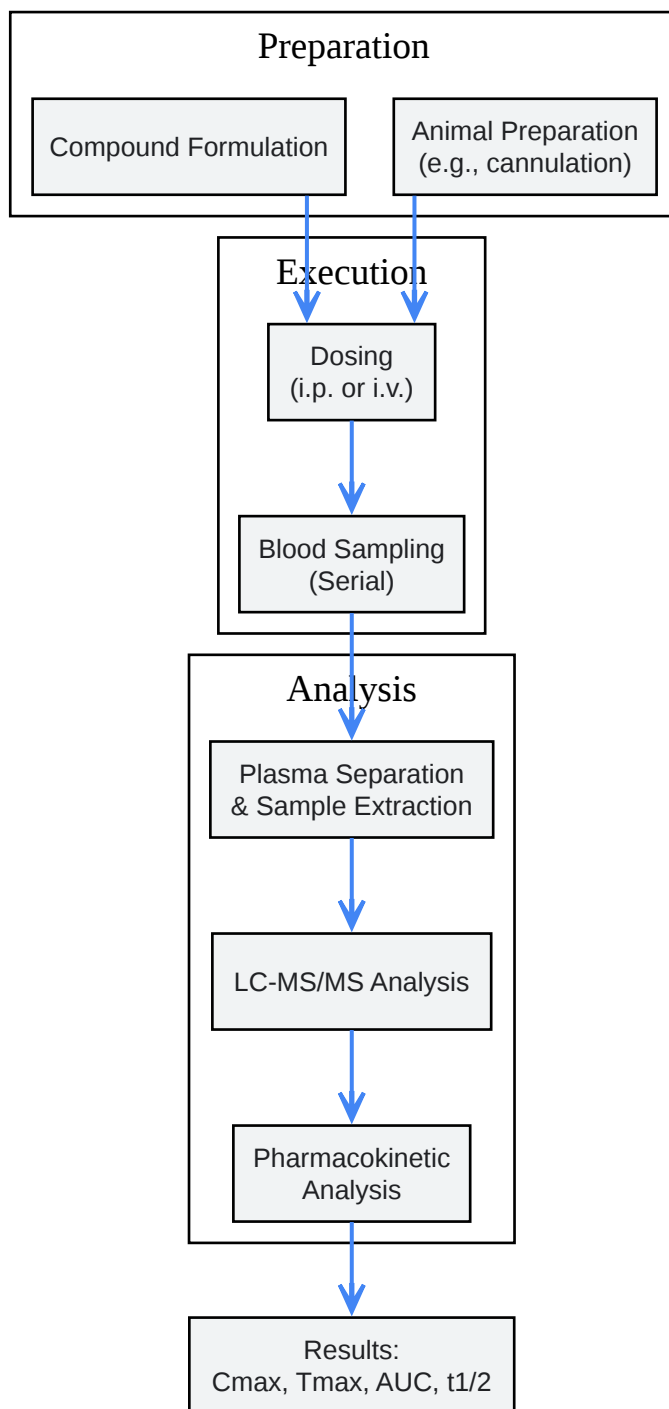 Preparation
Compound Formulation
Animal Preparation
(e.g., cannulation)
Execution
Dosing
(i.p. or i.v.)
Blood Sampling
(Serial)
Analysis
Plasma Separation
& Sample Extraction
LC-MS/MS Analysis
Pharmacokinetic
Analysis
Results:
Cmax, Tmax, AUC, t1/2